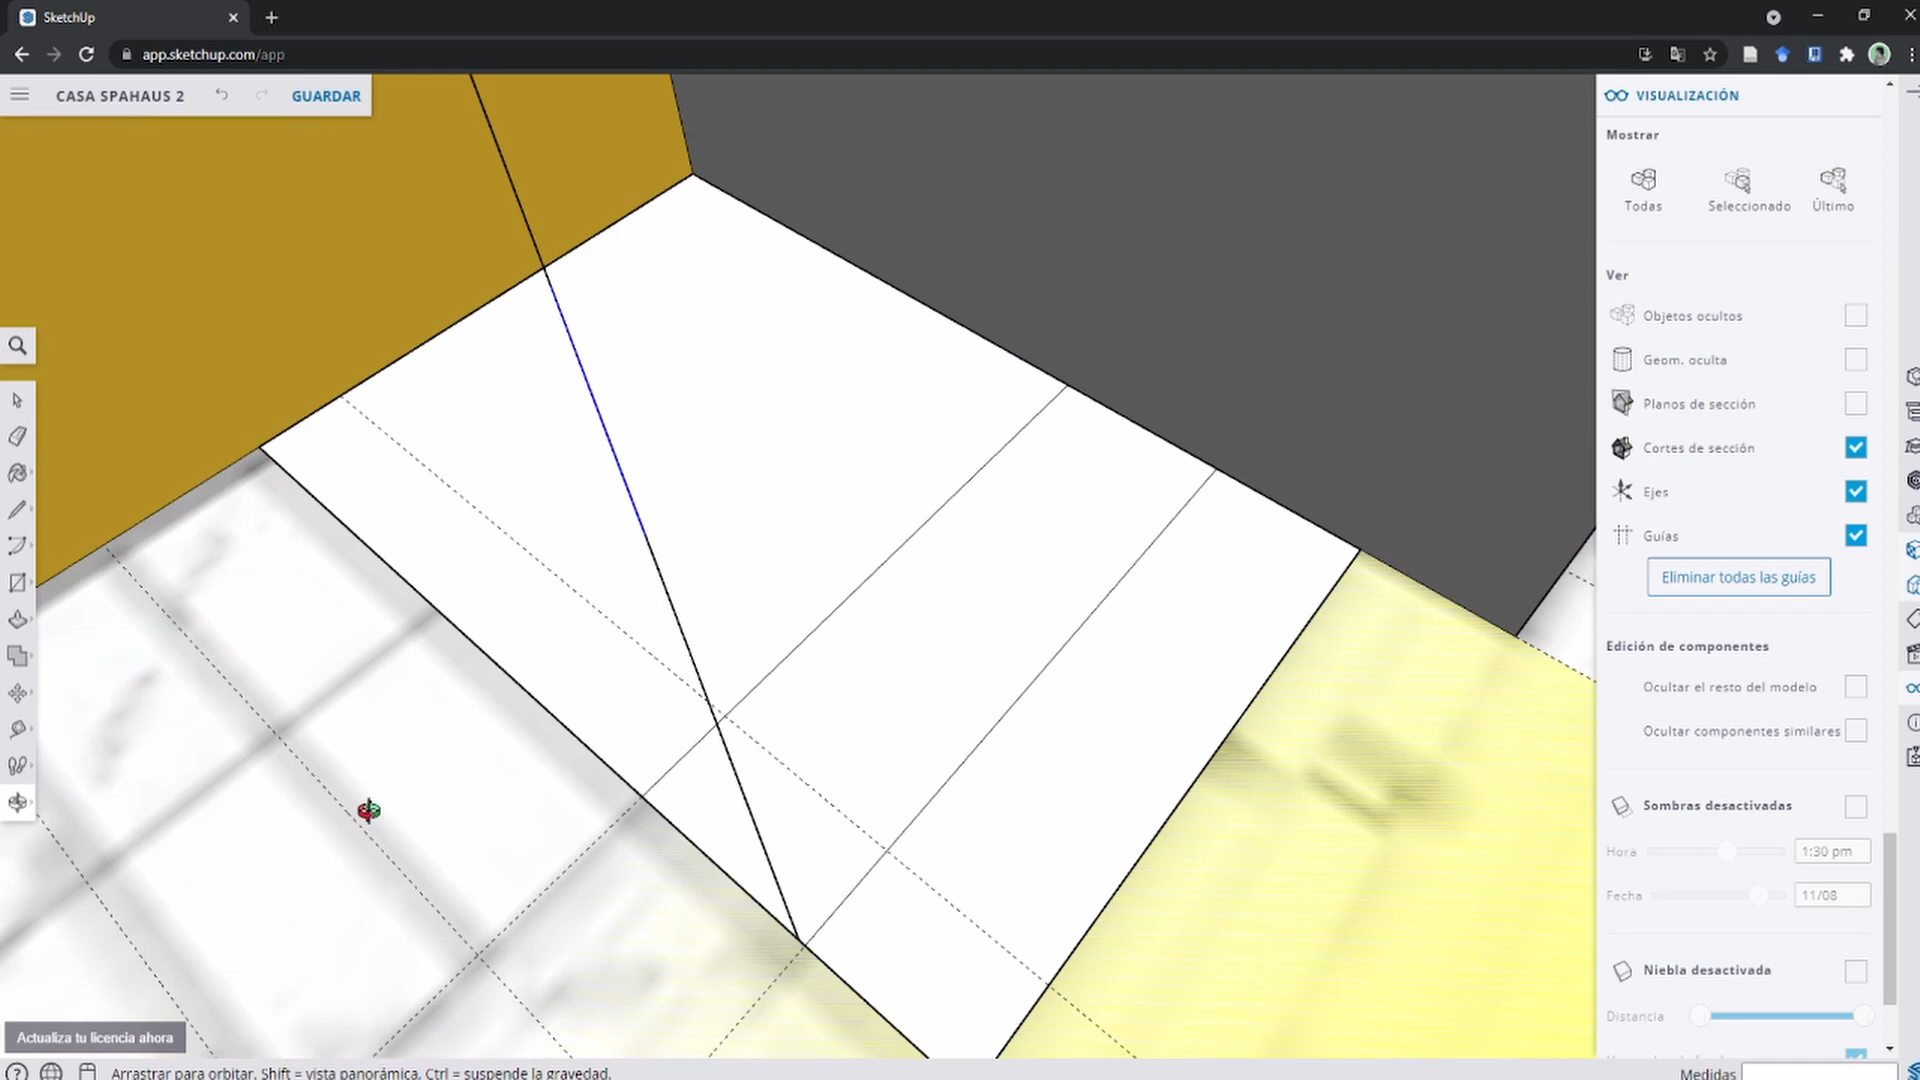 SketchUp
app.sketchup.com/app
CASA SPAHAUS 2
GUARDAR
VISUALIZACIÓN
Mostrar
Todas
Seleccionado
Último
Ver
Objetos ocultos
Geom. oculta
Planos de sección
Cortes de sección
Ejes
Guías
Eliminar todas las guías
Edición de componentes
Ocultar el resto del modelo
Ocultar componentes similares
Sombras desactivadas
Hora
1:30 pm
Fecha
11/08
Niebla desactivada
Distancia
Actualiza tu licencia ahora
Arrastrar para orbitar. Shift = vista panorámica, Ctrl = suspende la gravedad.
Medidas